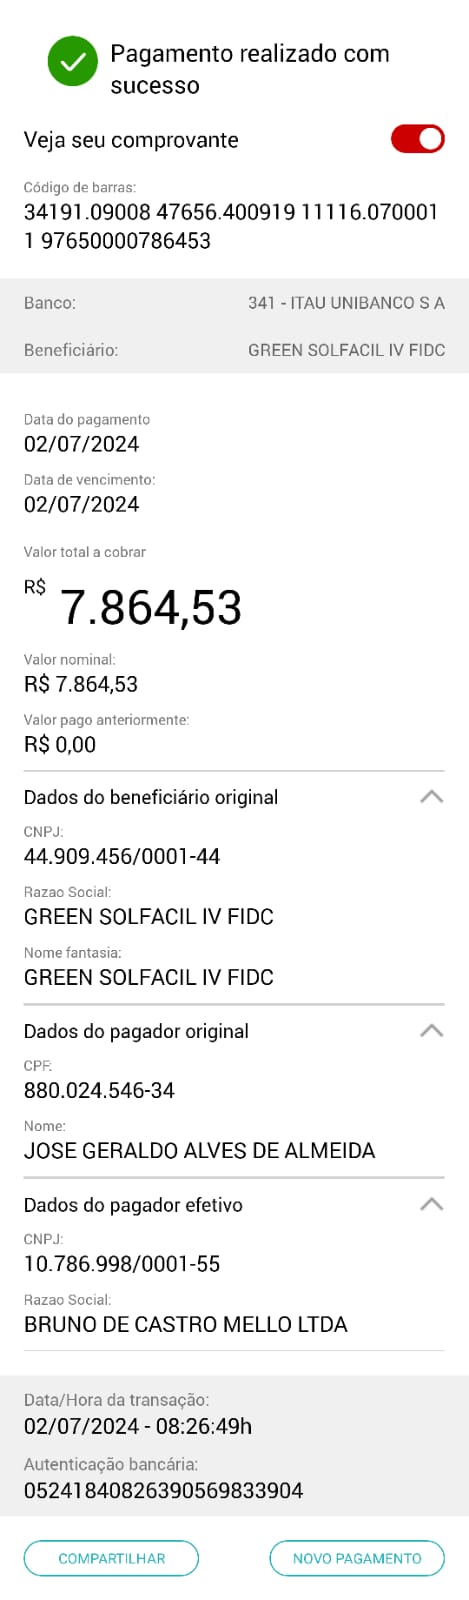 Pagamento realizado com
sucesso
Veja seu comprovante
Código de barras:
34191.09008 47656.400919 11116.070001
1 97650000786453
Banco: 341 - ITAU UNIBANCO S A
Beneficiário: GREEN SOLFACIL IV FIDC
Data do pagamento
02/07/2024
Data de vencimento:
02/07/2024
Valor total a cobrar
R$ 7.864,53
Valor nominal:
R$ 7.864,53
Valor pago anteriormente:
R$ 0,00
Dados do beneficiário original
CNPJ:
44.909.456/0001-44
Razao Social:
GREEN SOLFACIL IV FIDC
Nome fantasia:
GREEN SOLFACIL IV FIDC
Dados do pagador original
CPF:
880.024.546-34
Nome:
JOSE GERALDO ALVES DE ALMEIDA
Dados do pagador efetivo
CNPJ:
10.786.998/0001-55
Razao Social:
BRUNO DE CASTRO MELLO LTDA
Data/Hora da transação:
02/07/2024 - 08:26:49h
Autenticação bancária:
05241840826390569833904
COMPARTILHAR NOVO PAGAMENTO